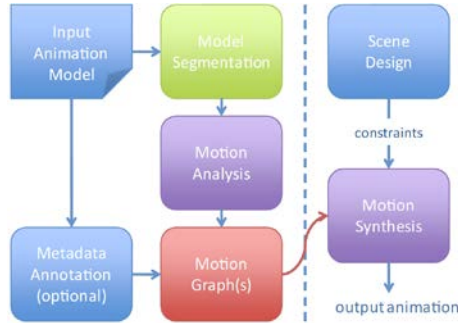 Input
Animation
Model
Model
Segmentation
Scene
Design
constraints
Motion
Analysis
Motion
Synthesis
Metadata
Annotation
(optional)
Motion
Graph(s)
output animation